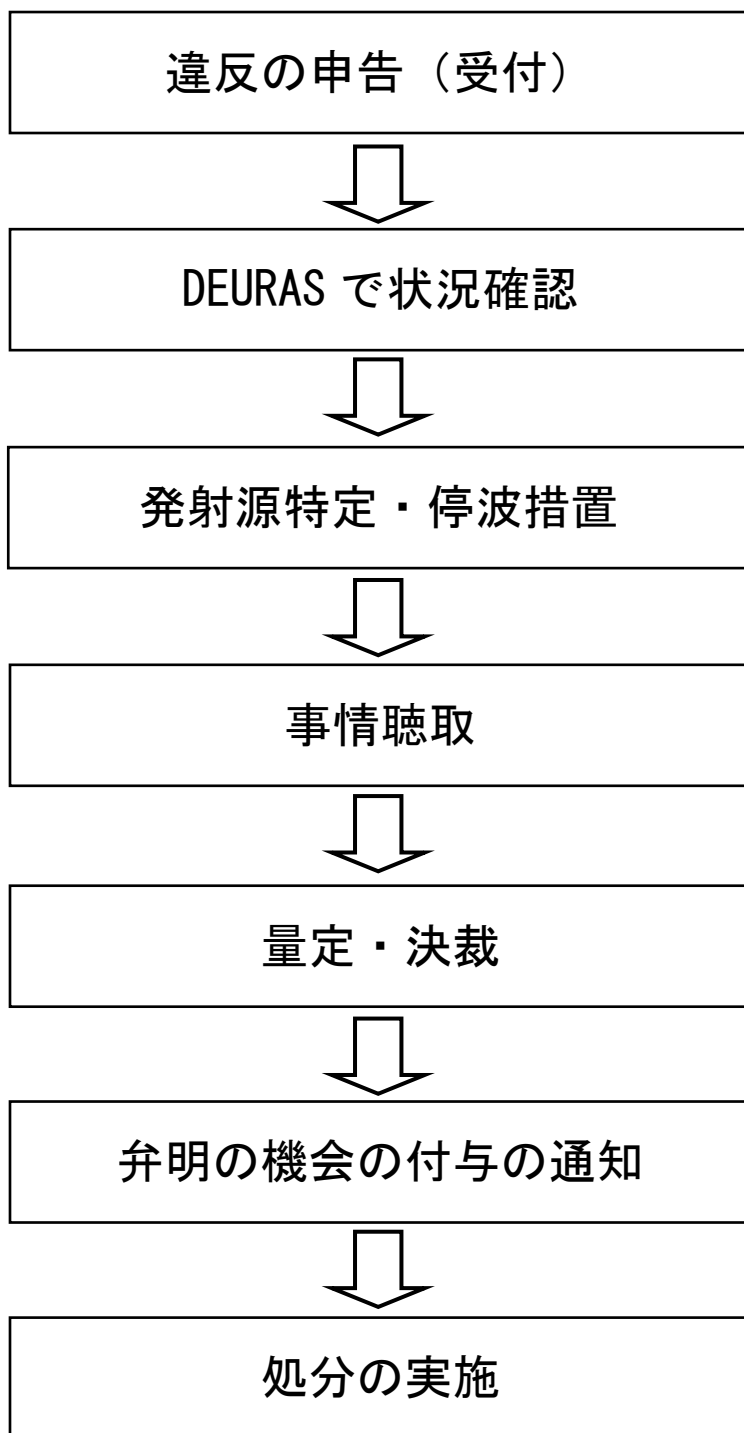 違反の申告（受付）
DEURAS で状況確認
発射源特定・停波措置
事情聴取
量定・決裁
弁明の機会の付与の通知
処分の実施